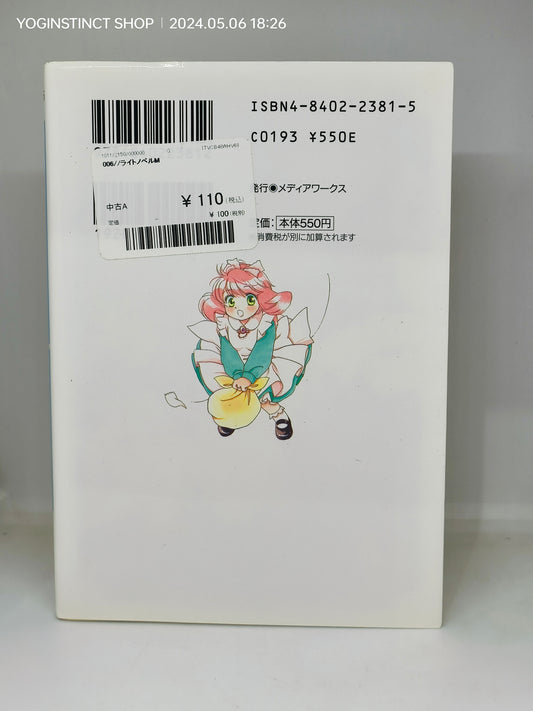 YOGINSTINCT SHOP | 2024.05.06 18:26
ISBN4-8402-2381-5
C0193 ¥550E
006//ライトノベルM
中古A
定価
¥ 110 (税込)
¥ 100 (税別)
発行◉メディアワークス
定価: 本体550円
消費税が別に加算されます